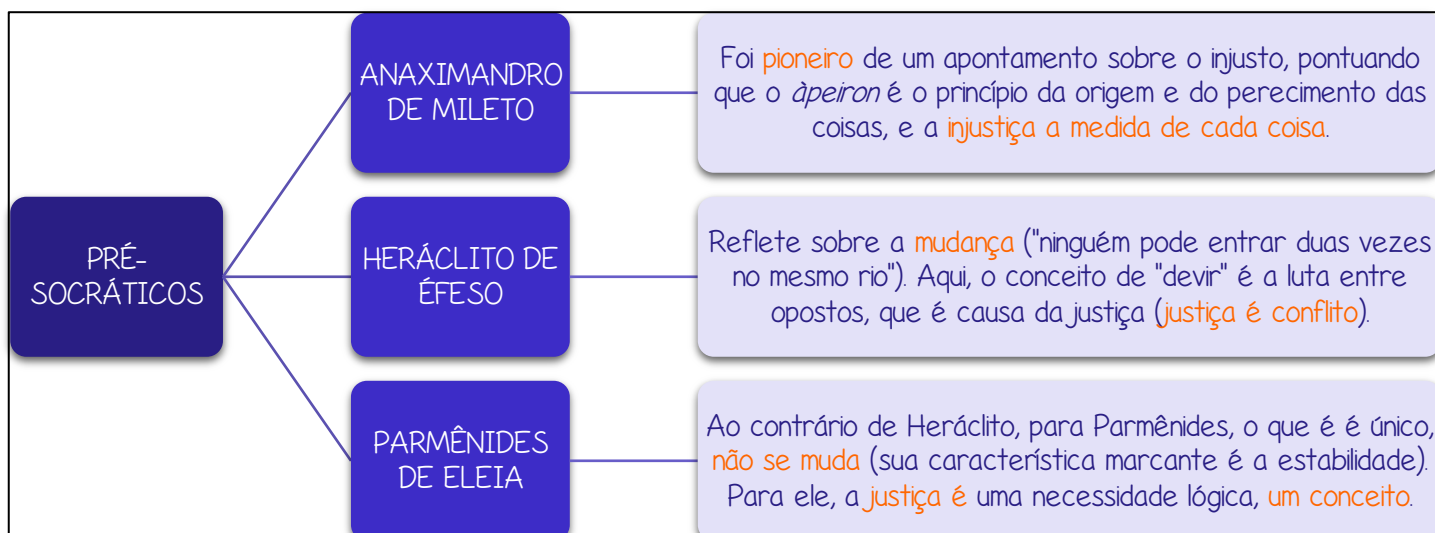 PRÉ-
SOCRÁTICOS
ANAXIMANDRO
DE MILETO
Foi pioneiro de um apontamento sobre o injusto, pontuando
que o àpeiron é o princípio da origem e do perecimento das
coisas, e a injustiça a medida de cada coisa.
HERÁCLITO DE
ÉFESO
Reflete sobre a mudança ("ninguém pode entrar duas vezes
no mesmo rio"). Aqui, o conceito de "devir" é a luta entre
opostos, que é causa da justiça (justiça é conflito).
PARMÊNIDES
DE ELEIA
Ao contrário de Heráclito, para Parmênides, o que é é único,
não se muda (sua característica marcante é a estabilidade).
Para ele, a justiça é uma necessidade lógica, um conceito.